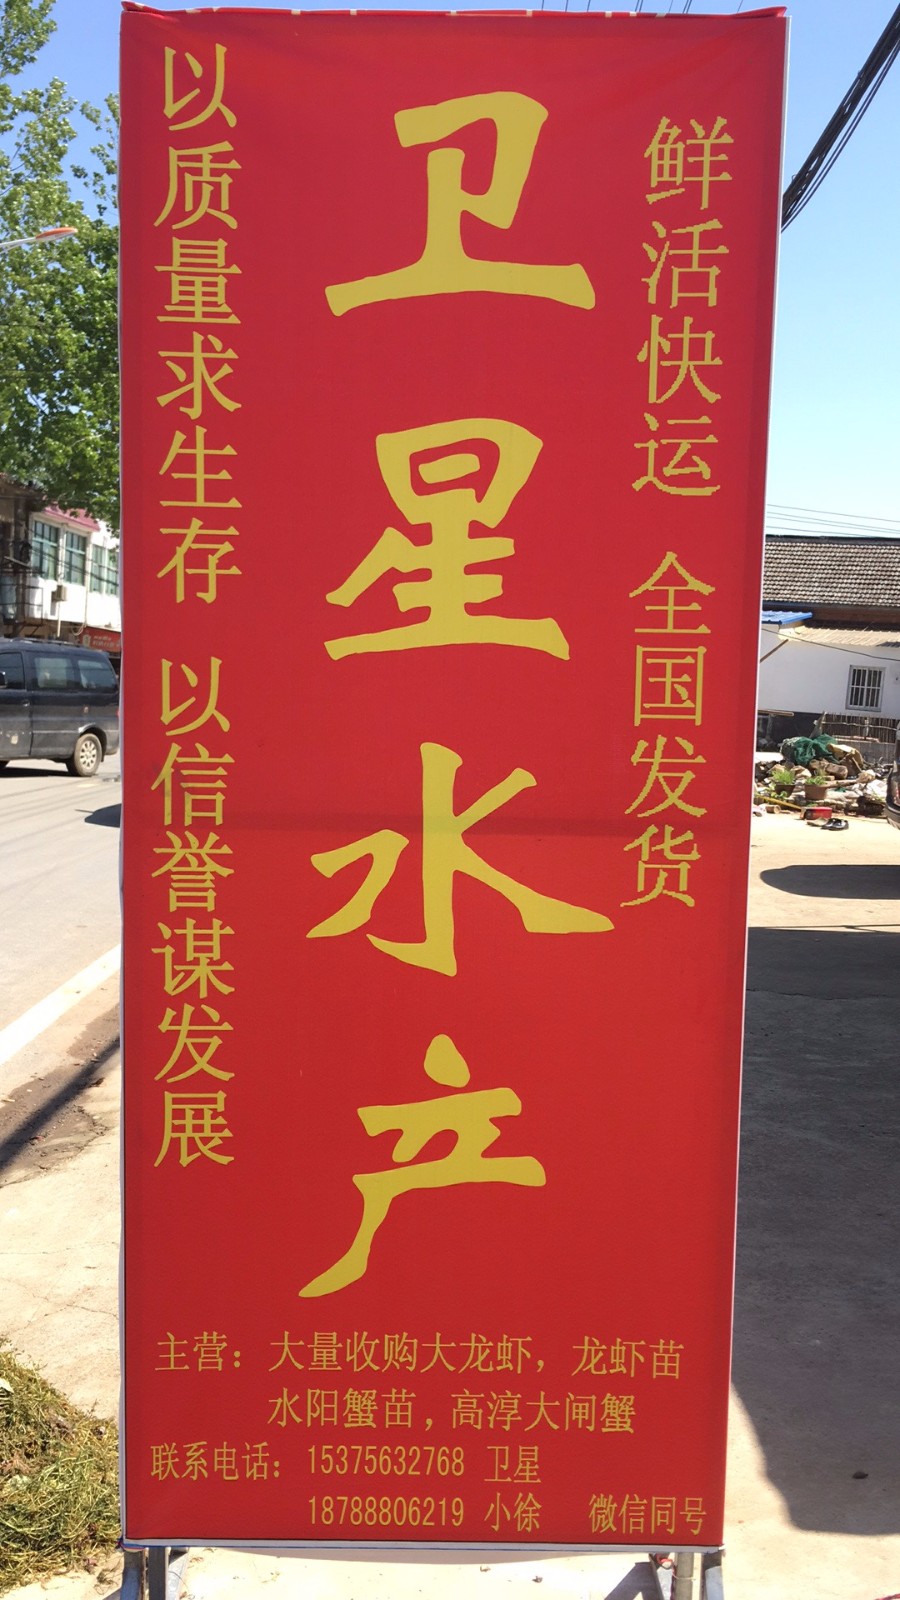 鲜活快运 全国发货
卫星水产
以质量求生存 以信誉谋发展
主营：大量收购大龙虾，龙虾苗
水阳蟹苗，高淳大闸蟹
联系电话：15375632768 卫星
18788806219 小徐 微信同号